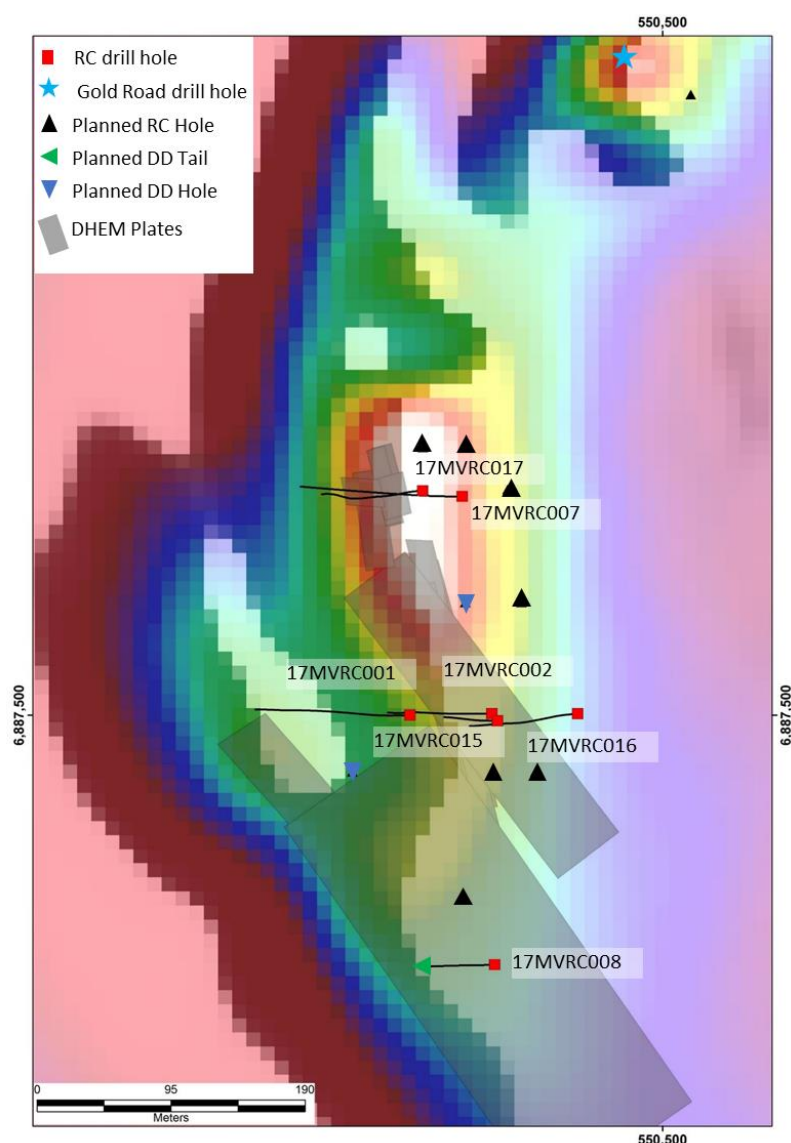 550,500
RC drill hole
Gold Road drill hole
Planned RC Hole
Planned DD Tail
Planned DD Hole
DHEM Plates
17MVRC017
17MVRC007
17MVRC001
17MVRC002
6,887,500
6,887,500
17MVRC015
17MVRC016
17MVRC008
0 95 190
Meters
550,500